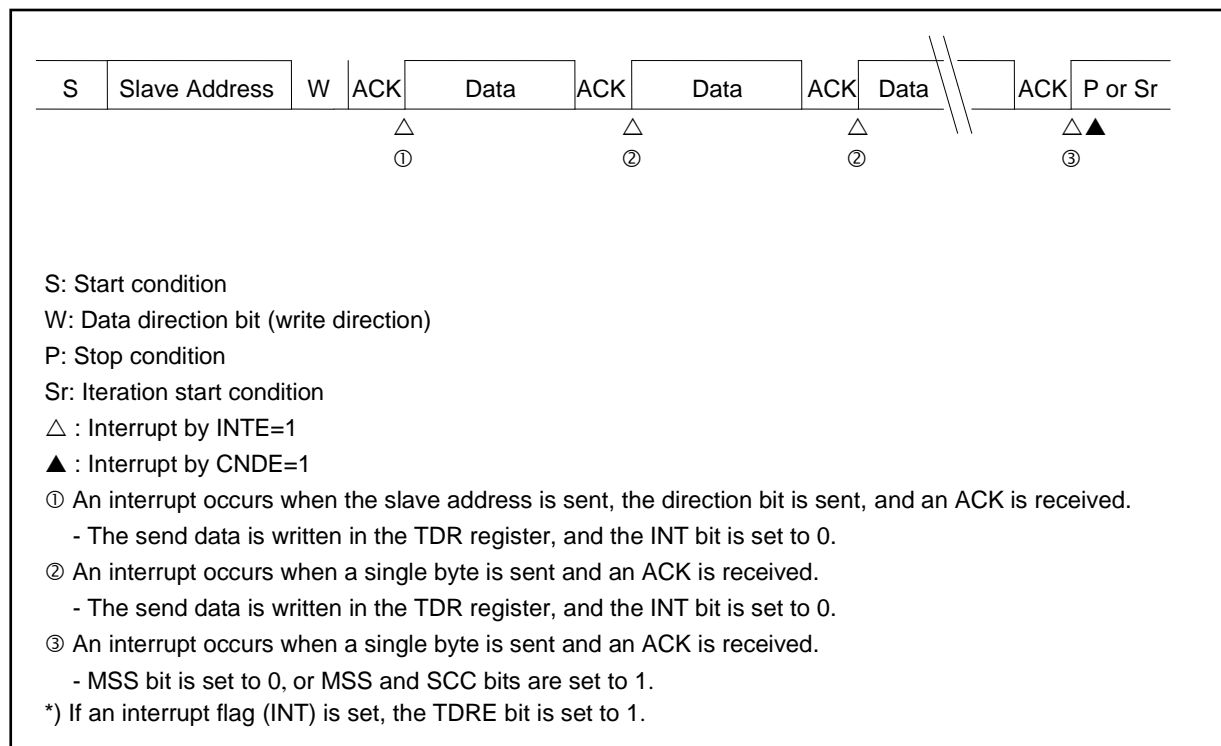 S Slave Address W ACK Data ACK Data ACK Data ACK P or Sr
△ △ △ △▲
① ② ② ③
S: Start condition
W: Data direction bit (write direction)
P: Stop condition
Sr: Iteration start condition
△ : Interrupt by INTE=1
▲ : Interrupt by CNDE=1
① An interrupt occurs when the slave address is sent, the direction bit is sent, and an ACK is received.
- The send data is written in the TDR register, and the INT bit is set to 0.
② An interrupt occurs when a single byte is sent and an ACK is received.
- The send data is written in the TDR register, and the INT bit is set to 0.
③ An interrupt occurs when a single byte is sent and an ACK is received.
- MSS bit is set to 0, or MSS and SCC bits are set to 1.
*) If an interrupt flag (INT) is set, the TDRE bit is set to 1.